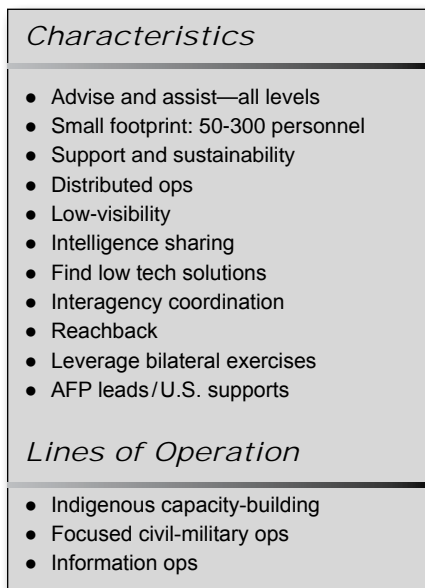 Characteristics
● Advise and assist—all levels
● Small footprint: 50-300 personnel
● Support and sustainability
● Distributed ops
● Low-visibility
● Intelligence sharing
● Find low tech solutions
● Interagency coordination
● Reachback
● Leverage bilateral exercises
● AFP leads/U.S. supports
Lines of Operation
● Indigenous capacity-building
● Focused civil-military ops
● Information ops